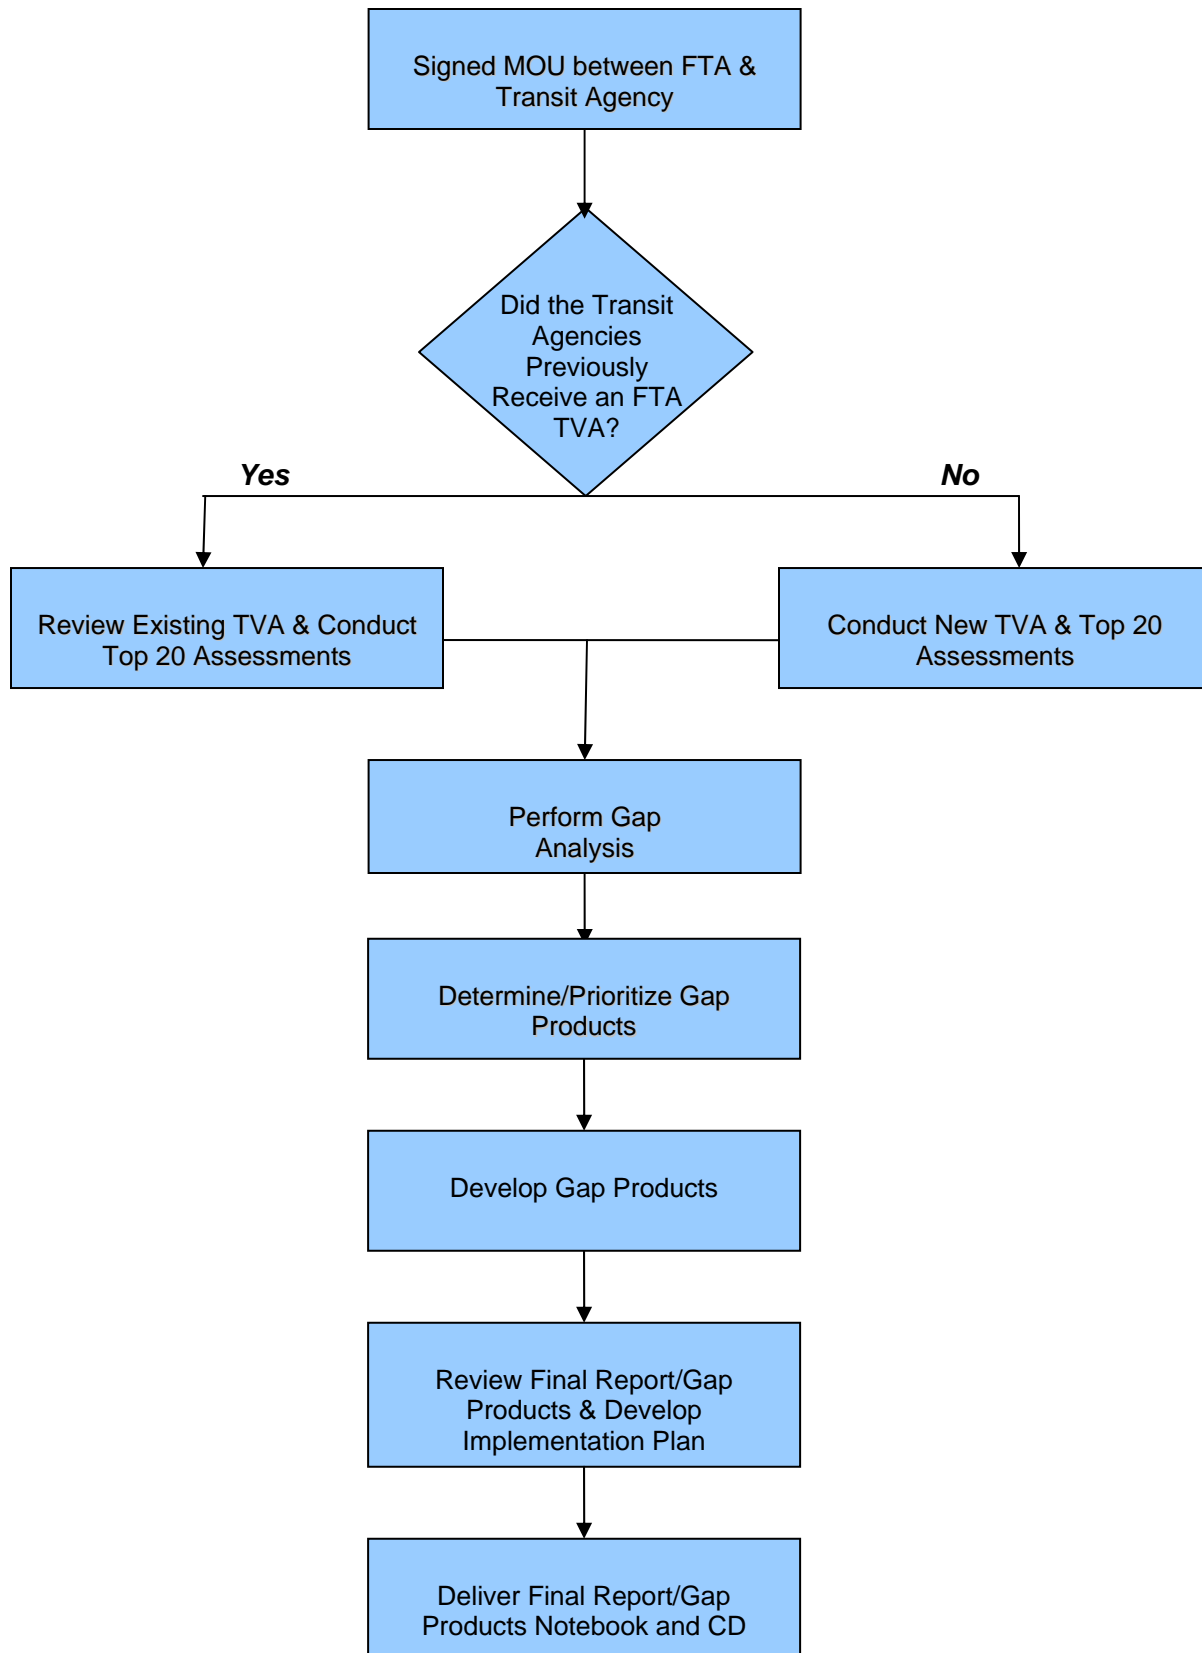 Signed MOU between FTA &
Transit Agency
Did the Transit
Agencies
Previously
Receive an FTA
TVA?
Yes
No
Review Existing TVA & Conduct
Top 20 Assessments
Conduct New TVA & Top 20
Assessments
Perform Gap
Analysis
Determine/Prioritize Gap
Products
Develop Gap Products
Review Final Report/Gap
Products & Develop
Implementation Plan
Deliver Final Report/Gap
Products Notebook and CD